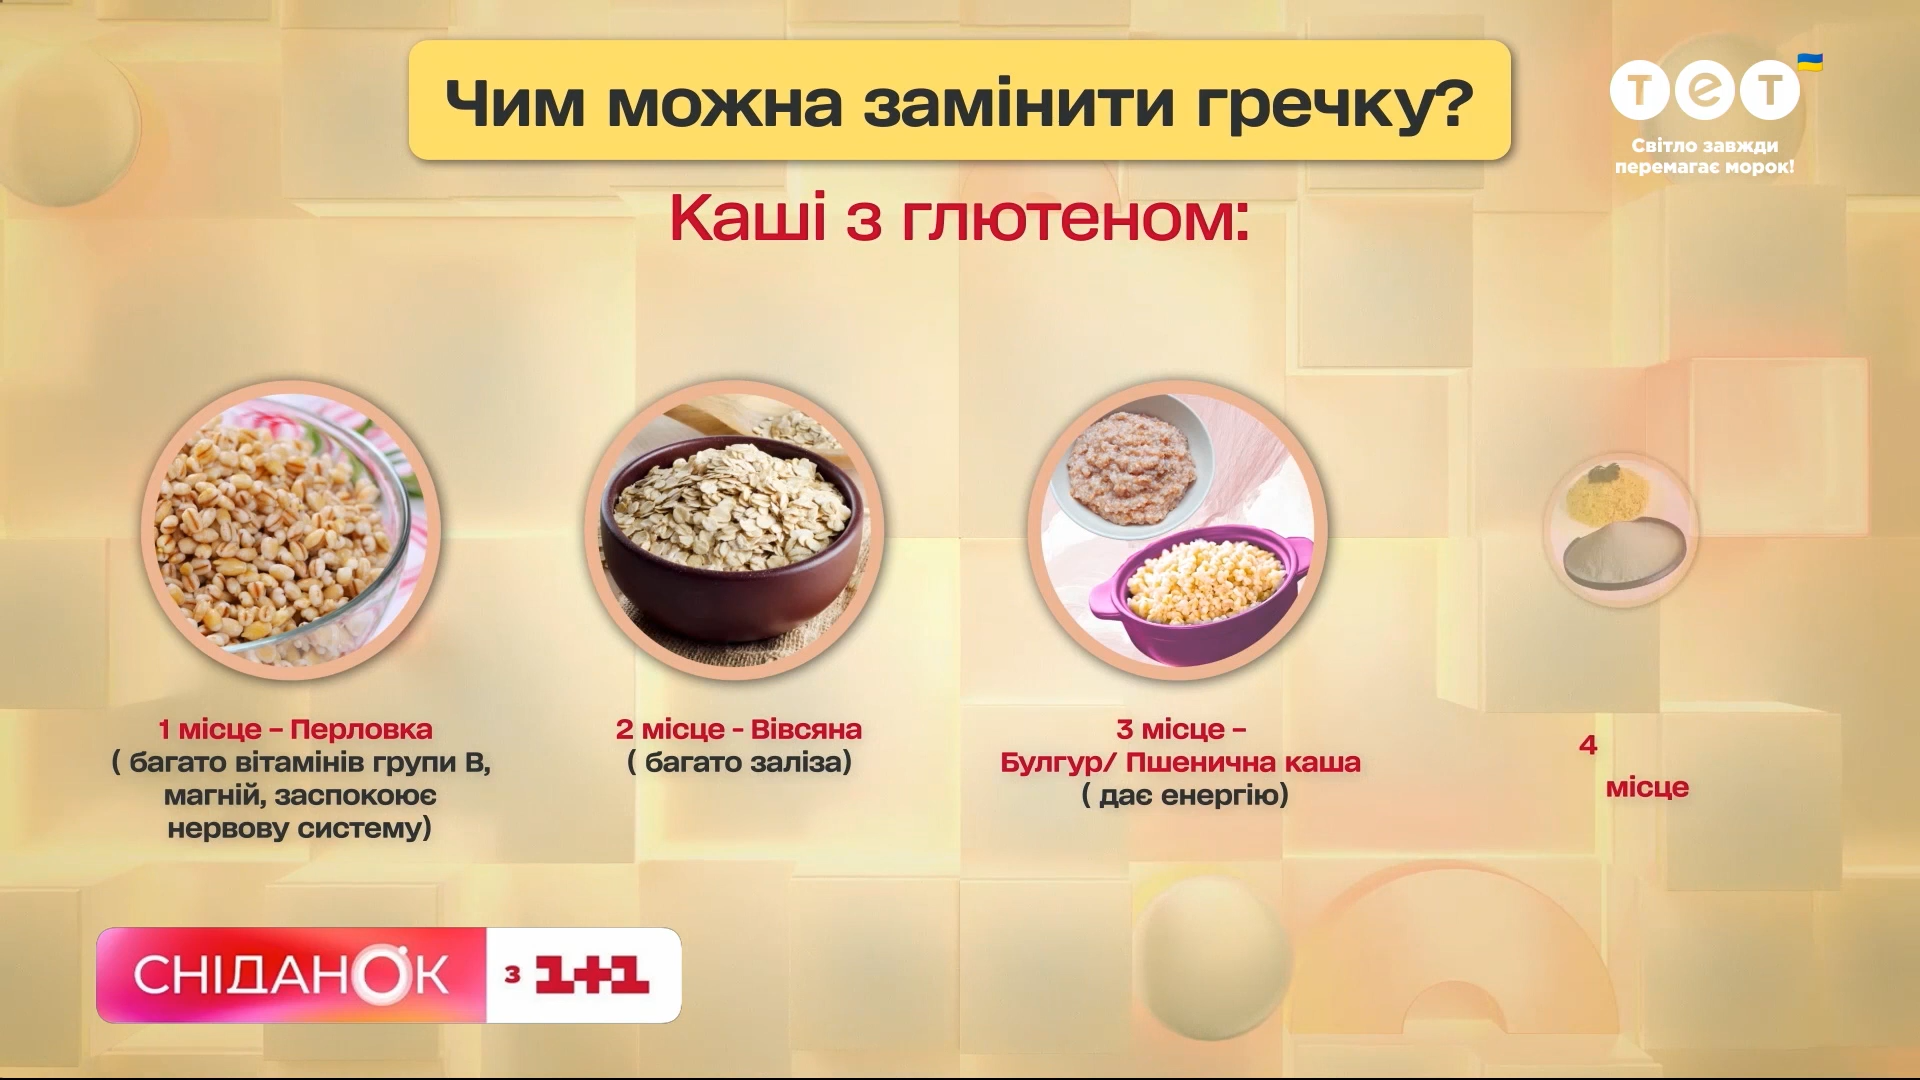 Чим можна замінити гречку?
ТЕТ
Світло завжди
перемагає морок!
Каші з глютеном:
1 місце – Перловка
( багато вітамінів групи В,
магній, заспокоює
нервову систему)
2 місце - Вівсяна
( багато заліза)
3 місце –
Булгур/ Пшенична каша
( дає енергію)
4
місце
СНІДАНОК з 1+1